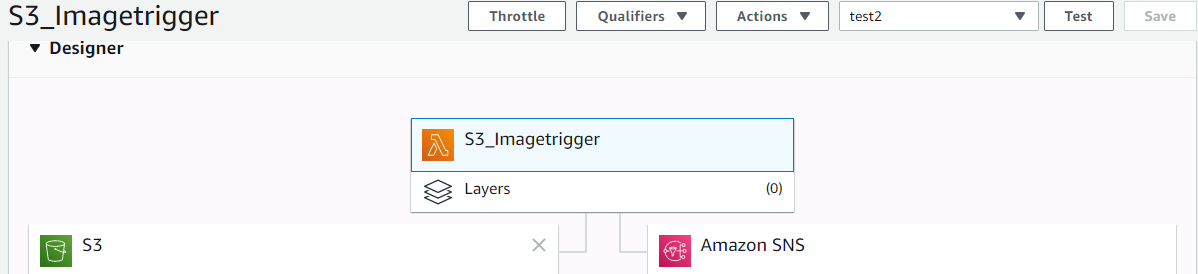 S3_Imagetrigger
Throttle
Qualifiers
Actions
test2
Test
Save
Designer
S3_Imagetrigger
Layers
(0)
S3
Amazon SNS